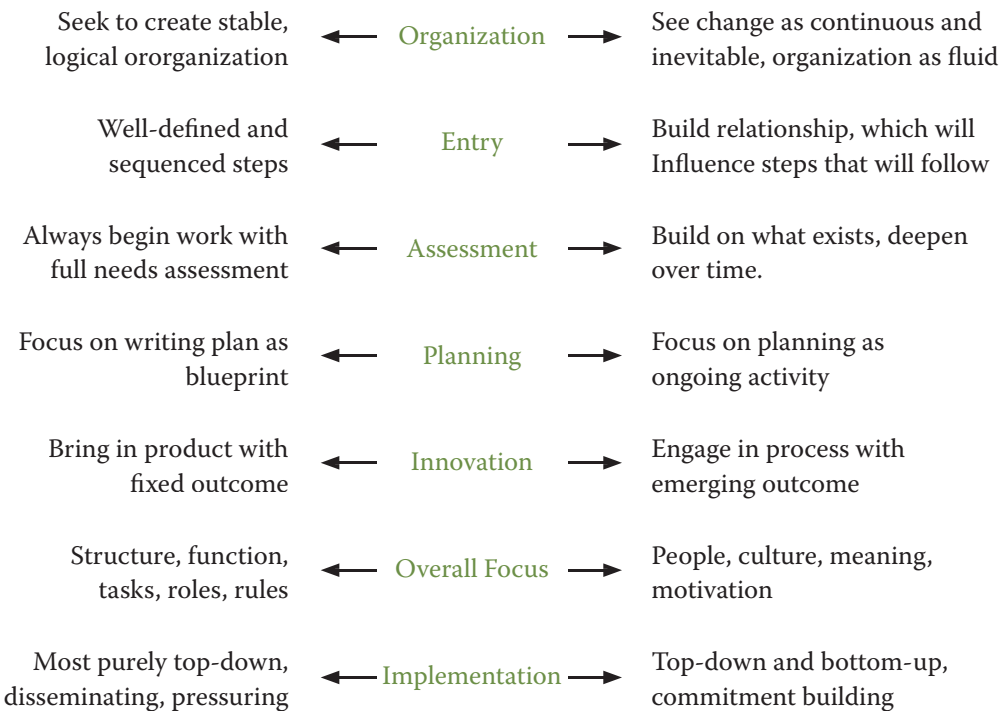 Seek to create stable,
logical ororganization
Organization
See change as continuous and
inevitable, organization as fluid
Well-defined and
sequenced steps
Entry
Build relationship, which will
Influence steps that will follow
Always begin work with
full needs assessment
Assessment
Build on what exists, deepen
over time.
Focus on writing plan as
blueprint
Planning
Focus on planning as
ongoing activity
Bring in product with
fixed outcome
Innovation
Engage in process with
emerging outcome
Structure, function,
tasks, roles, rules
Overall Focus
People, culture, meaning,
motivation
Most purely top-down,
disseminating, pressuring
Implementation
Top-down and bottom-up,
commitment building